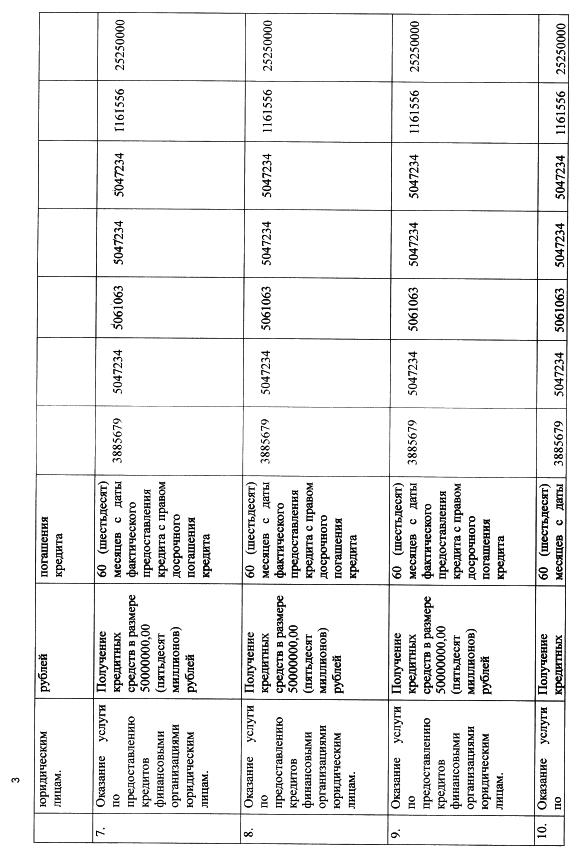 3
юридическим
лицам.
рублей
погашения
кредита
7.
Оказание услуги
по
предоставлению
кредитов
финансовыми
организациями
юридическим
лицам.
Получение
кредитных
средств в размере
50000000,00
(пятьдесят
миллионов)
рублей
60 (шестьдесят)
месяцев с даты
фактического
предоставления
кредита с правом
досрочного
погашения
кредита
3885679
5047234
5061063
5047234
5047234
1161556
25250000
8.
Оказание услуги
по
предоставлению
кредитов
финансовыми
организациями
юридическим
лицам.
Получение
кредитных
средств в размере
50000000,00
(пятьдесят
миллионов)
рублей
60 (шестьдесят)
месяцев с даты
фактического
предоставления
кредита с правом
досрочного
погашения
кредита
3885679
5047234
5061063
5047234
5047234
1161556
25250000
9.
Оказание услуги
по
предоставлению
кредитов
финансовыми
организациями
юридическим
лицам.
Получение
кредитных
средств в размере
50000000,00
(пятьдесят
миллионов)
рублей
60 (шестьдесят)
месяцев с даты
фактического
предоставления
кредита с правом
досрочного
погашения
кредита
3885679
5047234
5061063
5047234
5047234
1161556
25250000
10.
Оказание услуги
по
Получение
кредитных
60 (шестьдесят)
месяцев с даты
3885679
5047234
5061063
5047234
5047234
1161556
25250000